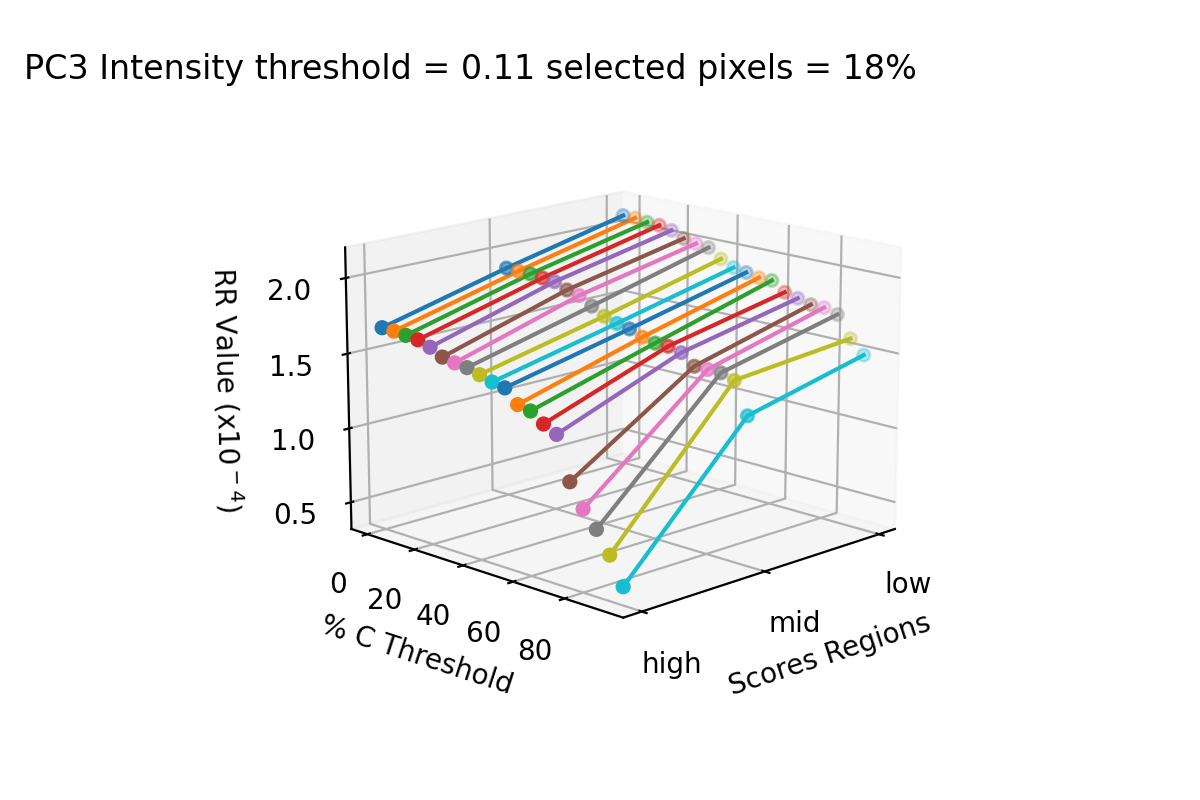 PC3 Intensity threshold = 0.11 selected pixels = 18%
RR Value (x10⁻⁴)
2.0
1.5
1.0
0.5
0
20
40
60
80
% C Threshold
high
mid
low
Scores Regions